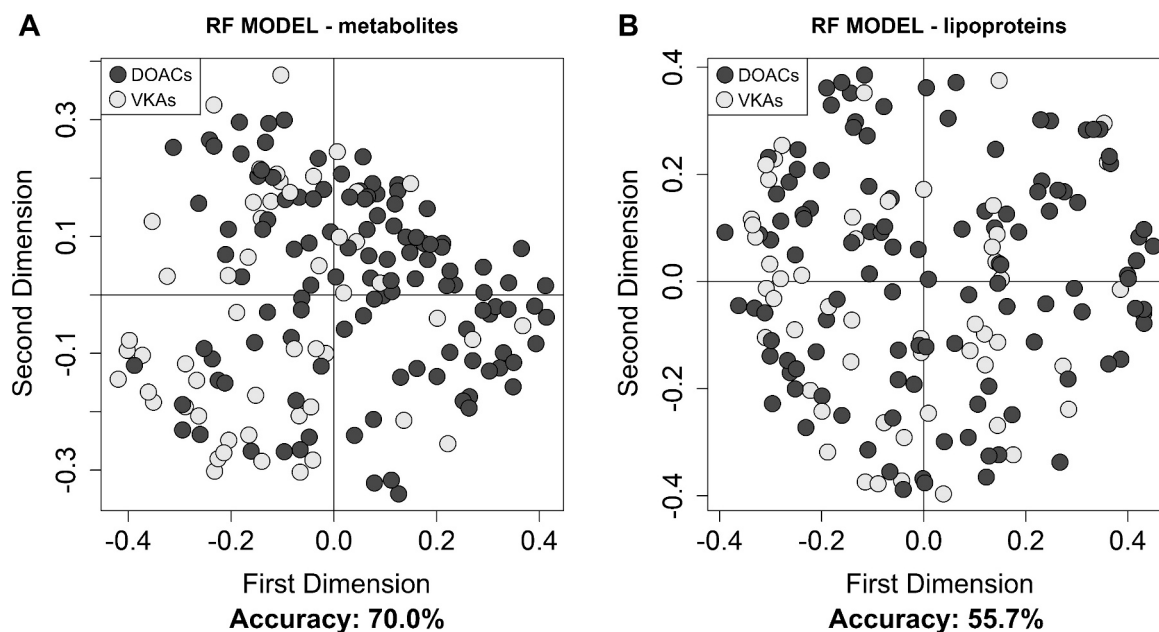 A
RF MODEL - metabolites
DOACs
VKAs
Second Dimension
0.3
0.1
-0.1
-0.3
-0.4
-0.2
0.0
0.2
0.4
First Dimension
Accuracy: 70.0%
B
RF MODEL - lipoproteins
DOACs
VKAs
Second Dimension
0.4
0.2
0.0
-0.2
-0.4
-0.4
-0.2
0.0
0.2
0.4
First Dimension
Accuracy: 55.7%